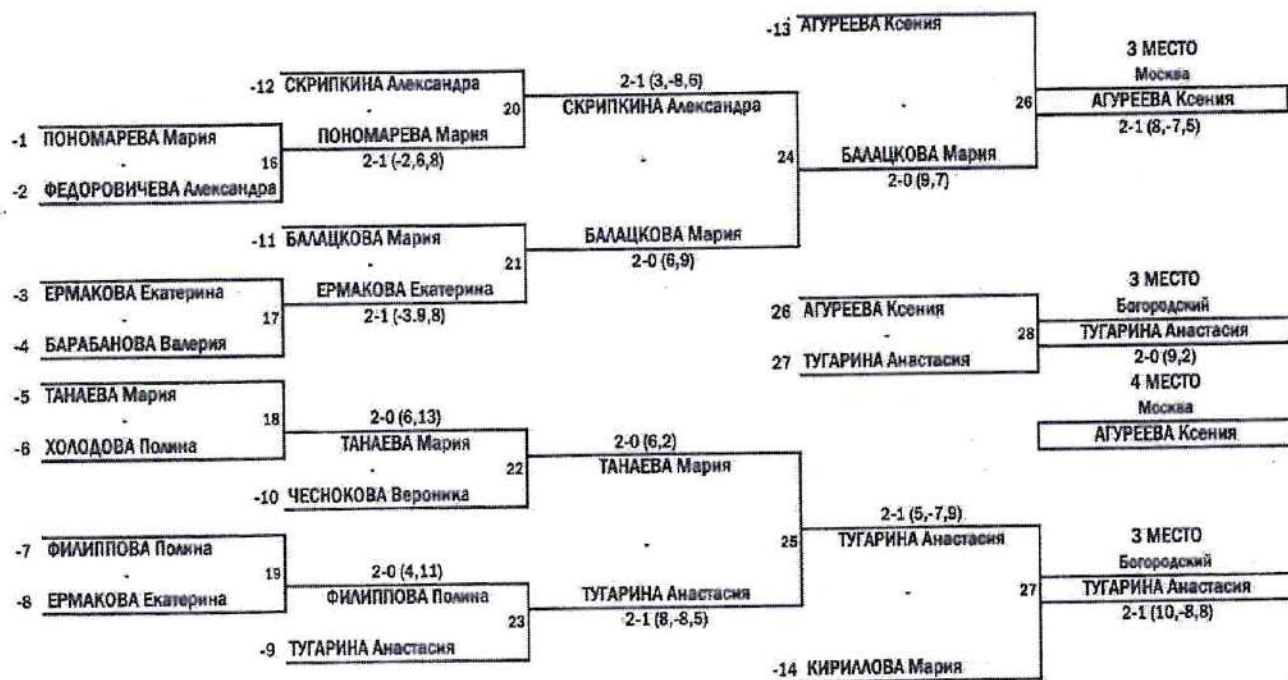 -13 АГУРЕЕВА Ксения
3 МЕСТО
-12 СКРИПКИНА Александра
2-1 (3,-8,6)
Москва
20
СКРИПКИНА Александра
-
26
АГУРЕЕВА Ксения
-1 ПОНОМАРЕВА Мария
-
ПОНОМАРЕВА Мария
2-1 (8,-7,5)
-
16
2-1 (-2,6,8)
-
24
БАЛАЦКОВА Мария
-2 ФЕДОРОВИЧЕВА Александра
2-0 (9,7)
-11 БАЛАЦКОВА Мария
БАЛАЦКОВА Мария
-
21
2-0 (6,9)
-3 ЕРМАКОВА Екатерина
ЕРМАКОВА Екатерина
3 МЕСТО
-
17
2-1 (-3.9,8)
26 АГУРЕЕВА Ксения
Богородский
-4 БАРАБАНОВА Валерия
-
28
ТУГАРИНА Анастасия
27 ТУГАРИНА Анастасия
2-0 (9,2)
-5 ТАНАЕВА Мария
4 МЕСТО
-
18
2-0 (6,13)
Москва
-6 ХОЛОДОВА Полина
ТАНАЕВА Мария
2-0 (6,2)
АГУРЕЕВА Ксения
-
22
ТАНАЕВА Мария
-10 ЧЕСНОКОВА Вероника
2-1 (5,-7,9)
-7 ФИЛИППОВА Полина
-
25
ТУГАРИНА Анастасия
3 МЕСТО
-
19
2-0 (4,11)
Богородский
-8 ЕРМАКОВА Екатерина
ФИЛИППОВА Полина
ТУГАРИНА Анастасия
-
27
ТУГАРИНА Анастасия
-
23
2-1 (8,-8,5)
2-1 (10,-8,8)
-9 ТУГАРИНА Анастасия
-14 КИРИЛЛОВА Мария